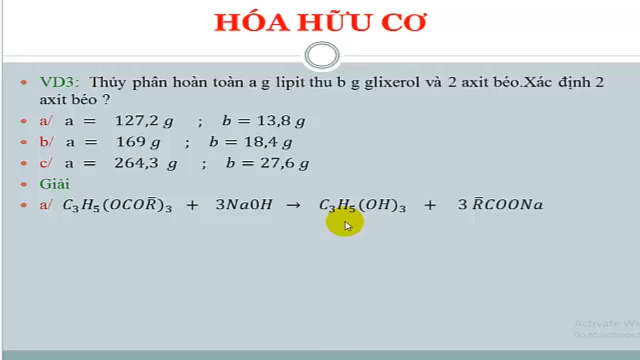 HÓA HỮU CƠ
VD3: Thủy phân hoàn toàn a g lipit thu b g glixerol và 2 axit béo.Xác định 2
axit béo ?
a/ a = 127,2 g ; b = 13,8 g
b/ a = 169 g ; b = 18,4 g
c/ a = 264,3 g ; b = 27,6 g
Giải
a/ C₃H₅(OCOR̄)₃ + 3Na0H → C₃H₅(OH)₃ + 3 R̄COONa
Activate Wi